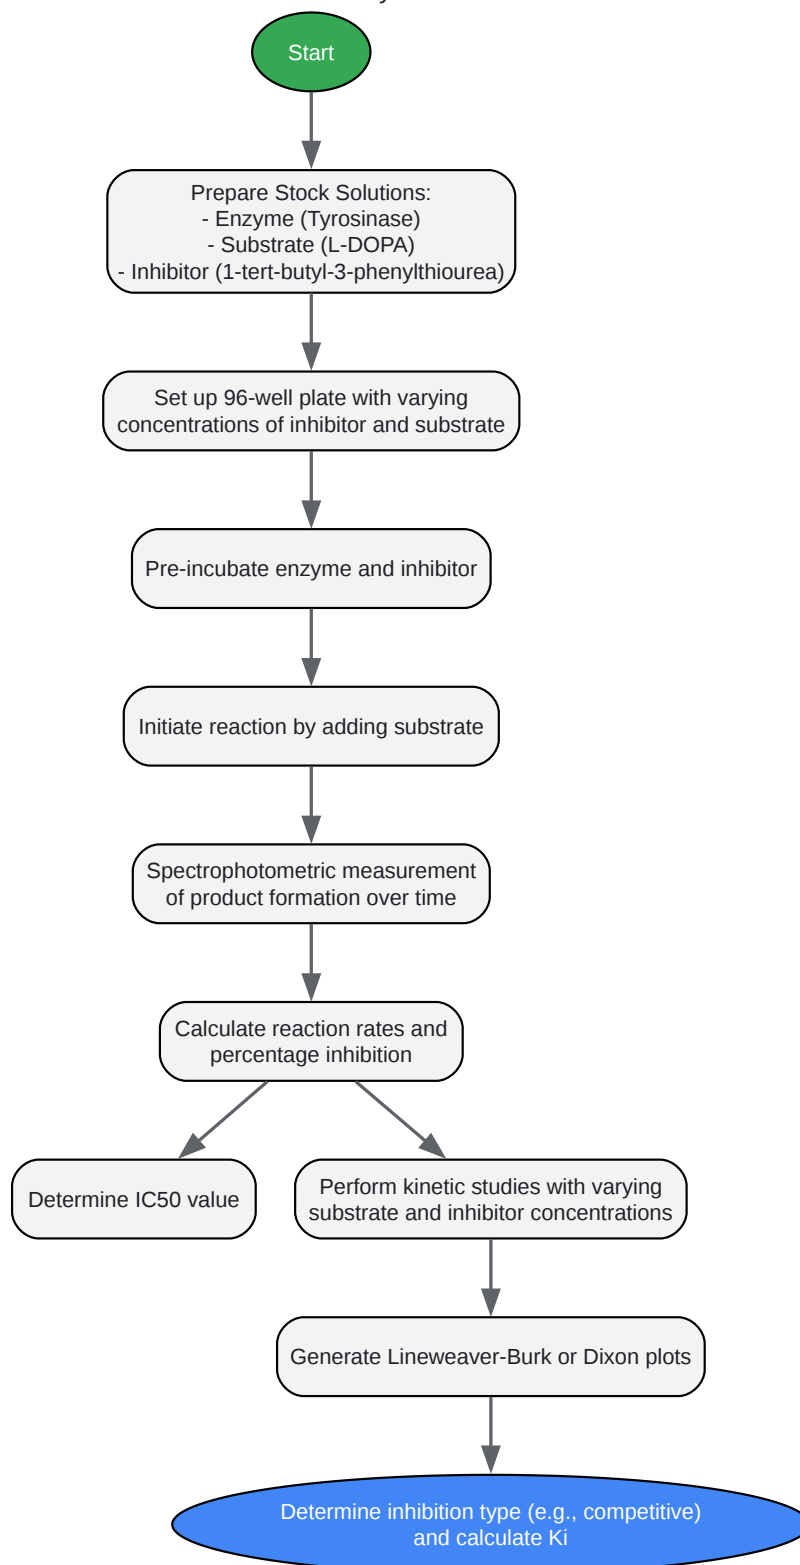 Start
Prepare Stock Solutions:
- Enzyme (Tyrosinase)
- Substrate (L-DOPA)
- Inhibitor (1-tert-butyl-3-phenylthiourea)
Set up 96-well plate with varying
concentrations of inhibitor and substrate
Pre-incubate enzyme and inhibitor
Initiate reaction by adding substrate
Spectrophotometric measurement
of product formation over time
Calculate reaction rates and
percentage inhibition
Determine IC50 value
Perform kinetic studies with varying
substrate and inhibitor concentrations
Generate Lineweaver-Burk or Dixon plots
Determine inhibition type (e.g., competitive)
and calculate Ki